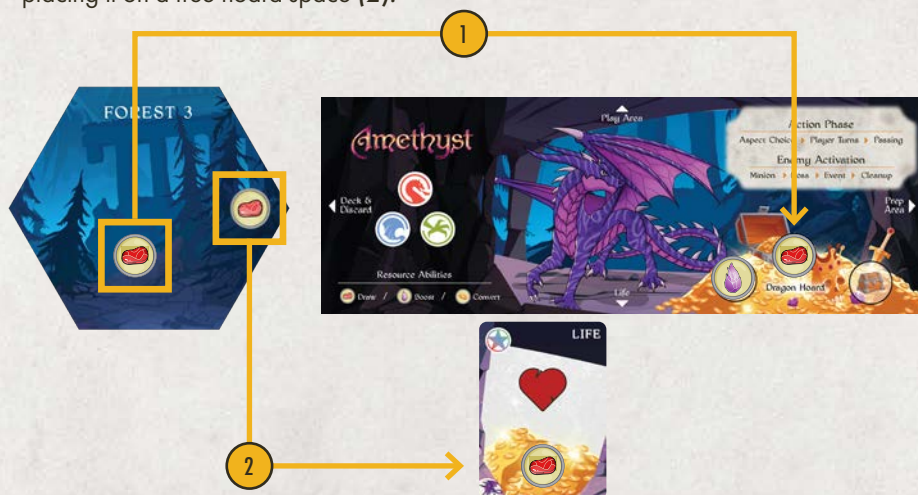 placing it on a free hoard space (2).
1
FOREST 3
Amethyst
Play Area
Action Phase
Aspect Choice Player Turns Passing
Enemy Activation
Minion Boss Event Cleanup
Deck &
Discard
Prep
Area
Resource Abilities
Draw / Boost / Convert
Life
Dragon Hoard
LIFE
2